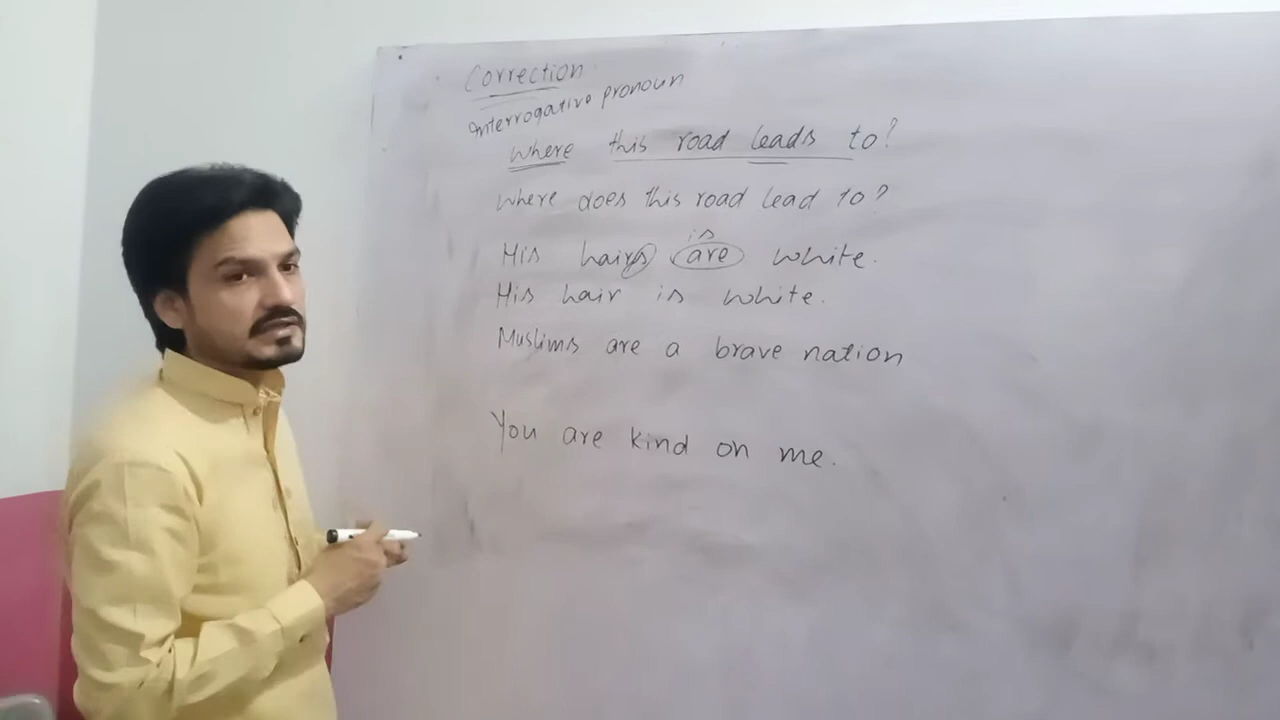 Correction
interrogative pronoun
where this road leads to?
Where does this road lead to?
is
His hairs are white.
His hair is white.
Muslims are a brave nation
You are kind on me.